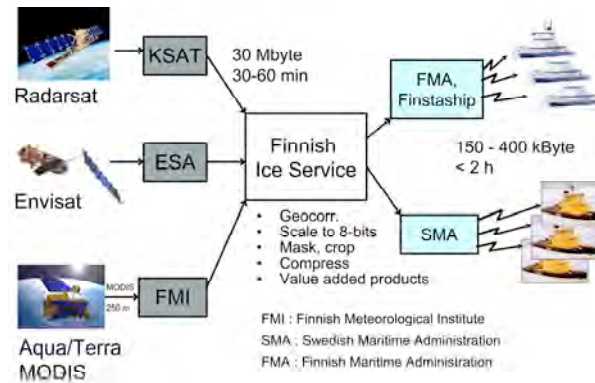 Radarsat
KSAT
30 Mbyte
30-60 min
FMA,
Finstaship
Envisat
ESA
Finnish
Ice Service
150 - 400 kByte
< 2 h
• Geocorr.
• Scale to 8-bits
• Mask, crop
• Compress
• Value added products
SMA
MODIS
250 m
FMI
Aqua/Terra
MODIS
FMI : Finnish Meteorological Institute
SMA : Swedish Maritime Administration
FMA : Finnish Maritime Adminisiration